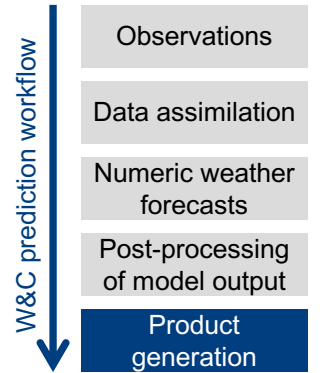 W&C prediction workflow
Observations
Data assimilation
Numeric weather
forecasts
Post-processing
of model output
Product
generation